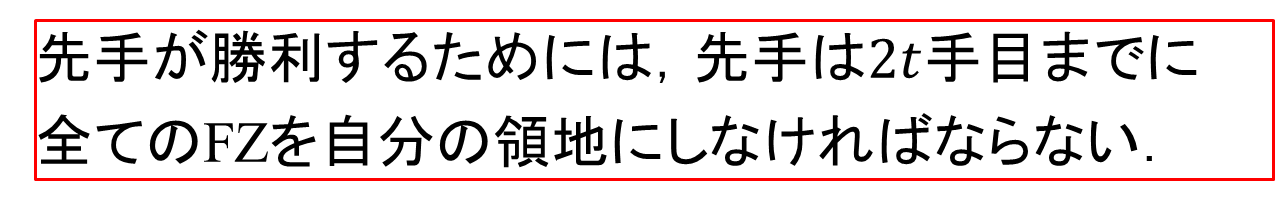 先手が勝利するためには，先手は2t手目までに
全てのFZを自分の領地にしなければならない．